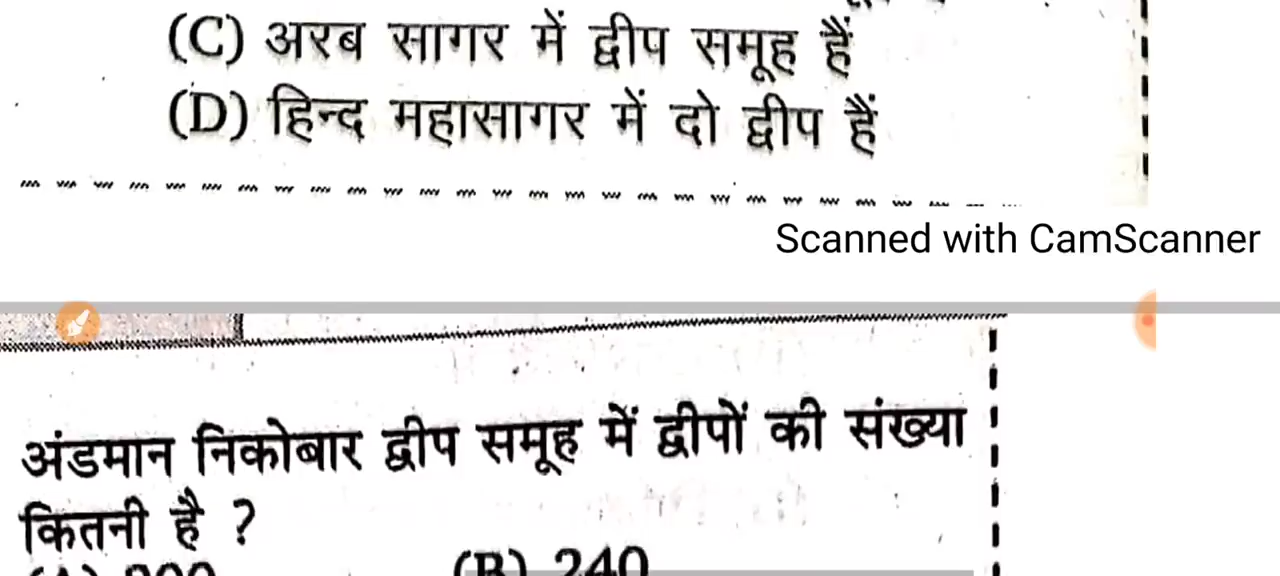 (C) अरब सागर में द्वीप समूह हैं
(D) हिन्द महासागर में दो द्वीप हैं
Scanned with CamScanner
अंडमान निकोबार द्वीप समूह में द्वीपों की संख्या
कितनी है ?
(B) 240